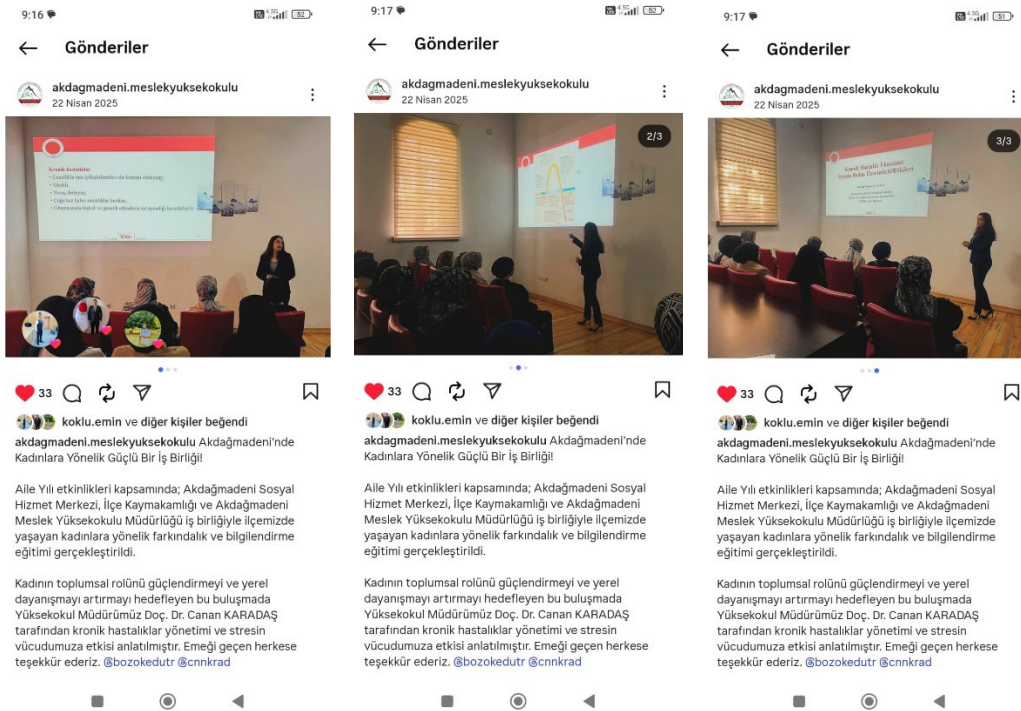 9:16
52
Gönderiler
akdagmadeni.meslekyuksekokulu
22 Nisan 2025
Kronik hastalıklar
33
koklu.emin ve diğer kişiler beğendi
akdagmadeni.meslekyuksekokulu Akdağmadeni'nde
Kadınlara Yönelik Güçlü Bir İş Birliği!
Aile Yılı etkinlikleri kapsamında; Akdağmadeni Sosyal
Hizmet Merkezi, İlçe Kaymakamlığı ve Akdağmadeni
Meslek Yüksekokulu Müdürlüğü iş birliğiyle ilçemizde
yaşayan kadınlara yönelik farkındalık ve bilgilendirme
eğitimi gerçekleştirildi.
Kadının toplumsal rolünü güçlendirmeyi ve yerel
dayanışmayı artırmayı hedefleyen bu buluşmada
Yüksekokul Müdürümüz Doç. Dr. Canan KARADAŞ
tarafından kronik hastalıklar yönetimi ve stresin
vücudumuza etkisi anlatılmıştır. Emeği geçen herkese
teşekkür ederiz. @bozokedutr @cnnkrad
9:17
52
Gönderiler
akdagmadeni.meslekyuksekokulu
22 Nisan 2025
2/3
33
koklu.emin ve diğer kişiler beğendi
akdagmadeni.meslekyuksekokulu Akdağmadeni'nde
Kadınlara Yönelik Güçlü Bir İş Birliği!
Aile Yılı etkinlikleri kapsamında; Akdağmadeni Sosyal
Hizmet Merkezi, İlçe Kaymakamlığı ve Akdağmadeni
Meslek Yüksekokulu Müdürlüğü iş birliğiyle ilçemizde
yaşayan kadınlara yönelik farkındalık ve bilgilendirme
eğitimi gerçekleştirildi.
Kadının toplumsal rolünü güçlendirmeyi ve yerel
dayanışmayı artırmayı hedefleyen bu buluşmada
Yüksekokul Müdürümüz Doç. Dr. Canan KARADAŞ
tarafından kronik hastalıklar yönetimi ve stresin
vücudumuza etkisi anlatılmıştır. Emeği geçen herkese
teşekkür ederiz. @bozokedutr @cnnkrad
9:17
51
Gönderiler
akdagmadeni.meslekyuksekokulu
22 Nisan 2025
3/3
33
koklu.emin ve diğer kişiler beğendi
akdagmadeni.meslekyuksekokulu Akdağmadeni'nde
Kadınlara Yönelik Güçlü Bir İş Birliği!
Aile Yılı etkinlikleri kapsamında; Akdağmadeni Sosyal
Hizmet Merkezi, İlçe Kaymakamlığı ve Akdağmadeni
Meslek Yüksekokulu Müdürlüğü iş birliğiyle ilçemizde
yaşayan kadınlara yönelik farkındalık ve bilgilendirme
eğitimi gerçekleştirildi.
Kadının toplumsal rolünü güçlendirmeyi ve yerel
dayanışmayı artırmayı hedefleyen bu buluşmada
Yüksekokul Müdürümüz Doç. Dr. Canan KARADAŞ
tarafından kronik hastalıklar yönetimi ve stresin
vücudumuza etkisi anlatılmıştır. Emeği geçen herkese
teşekkür ederiz. @bozokedutr @cnnkrad